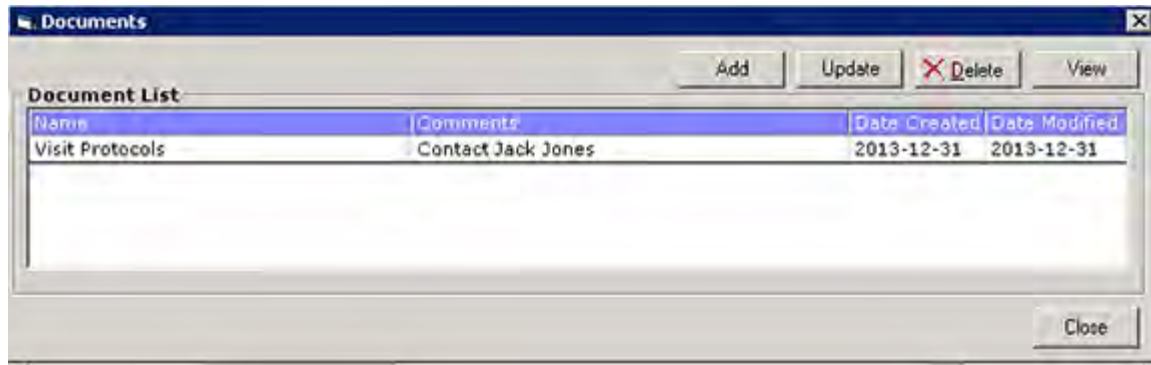 Documents
Add Update Delete View
Document List
Name Comments Date Created Date Modified
Visit Protocols Contact Jack Jones 2013-12-31 2013-12-31
Close